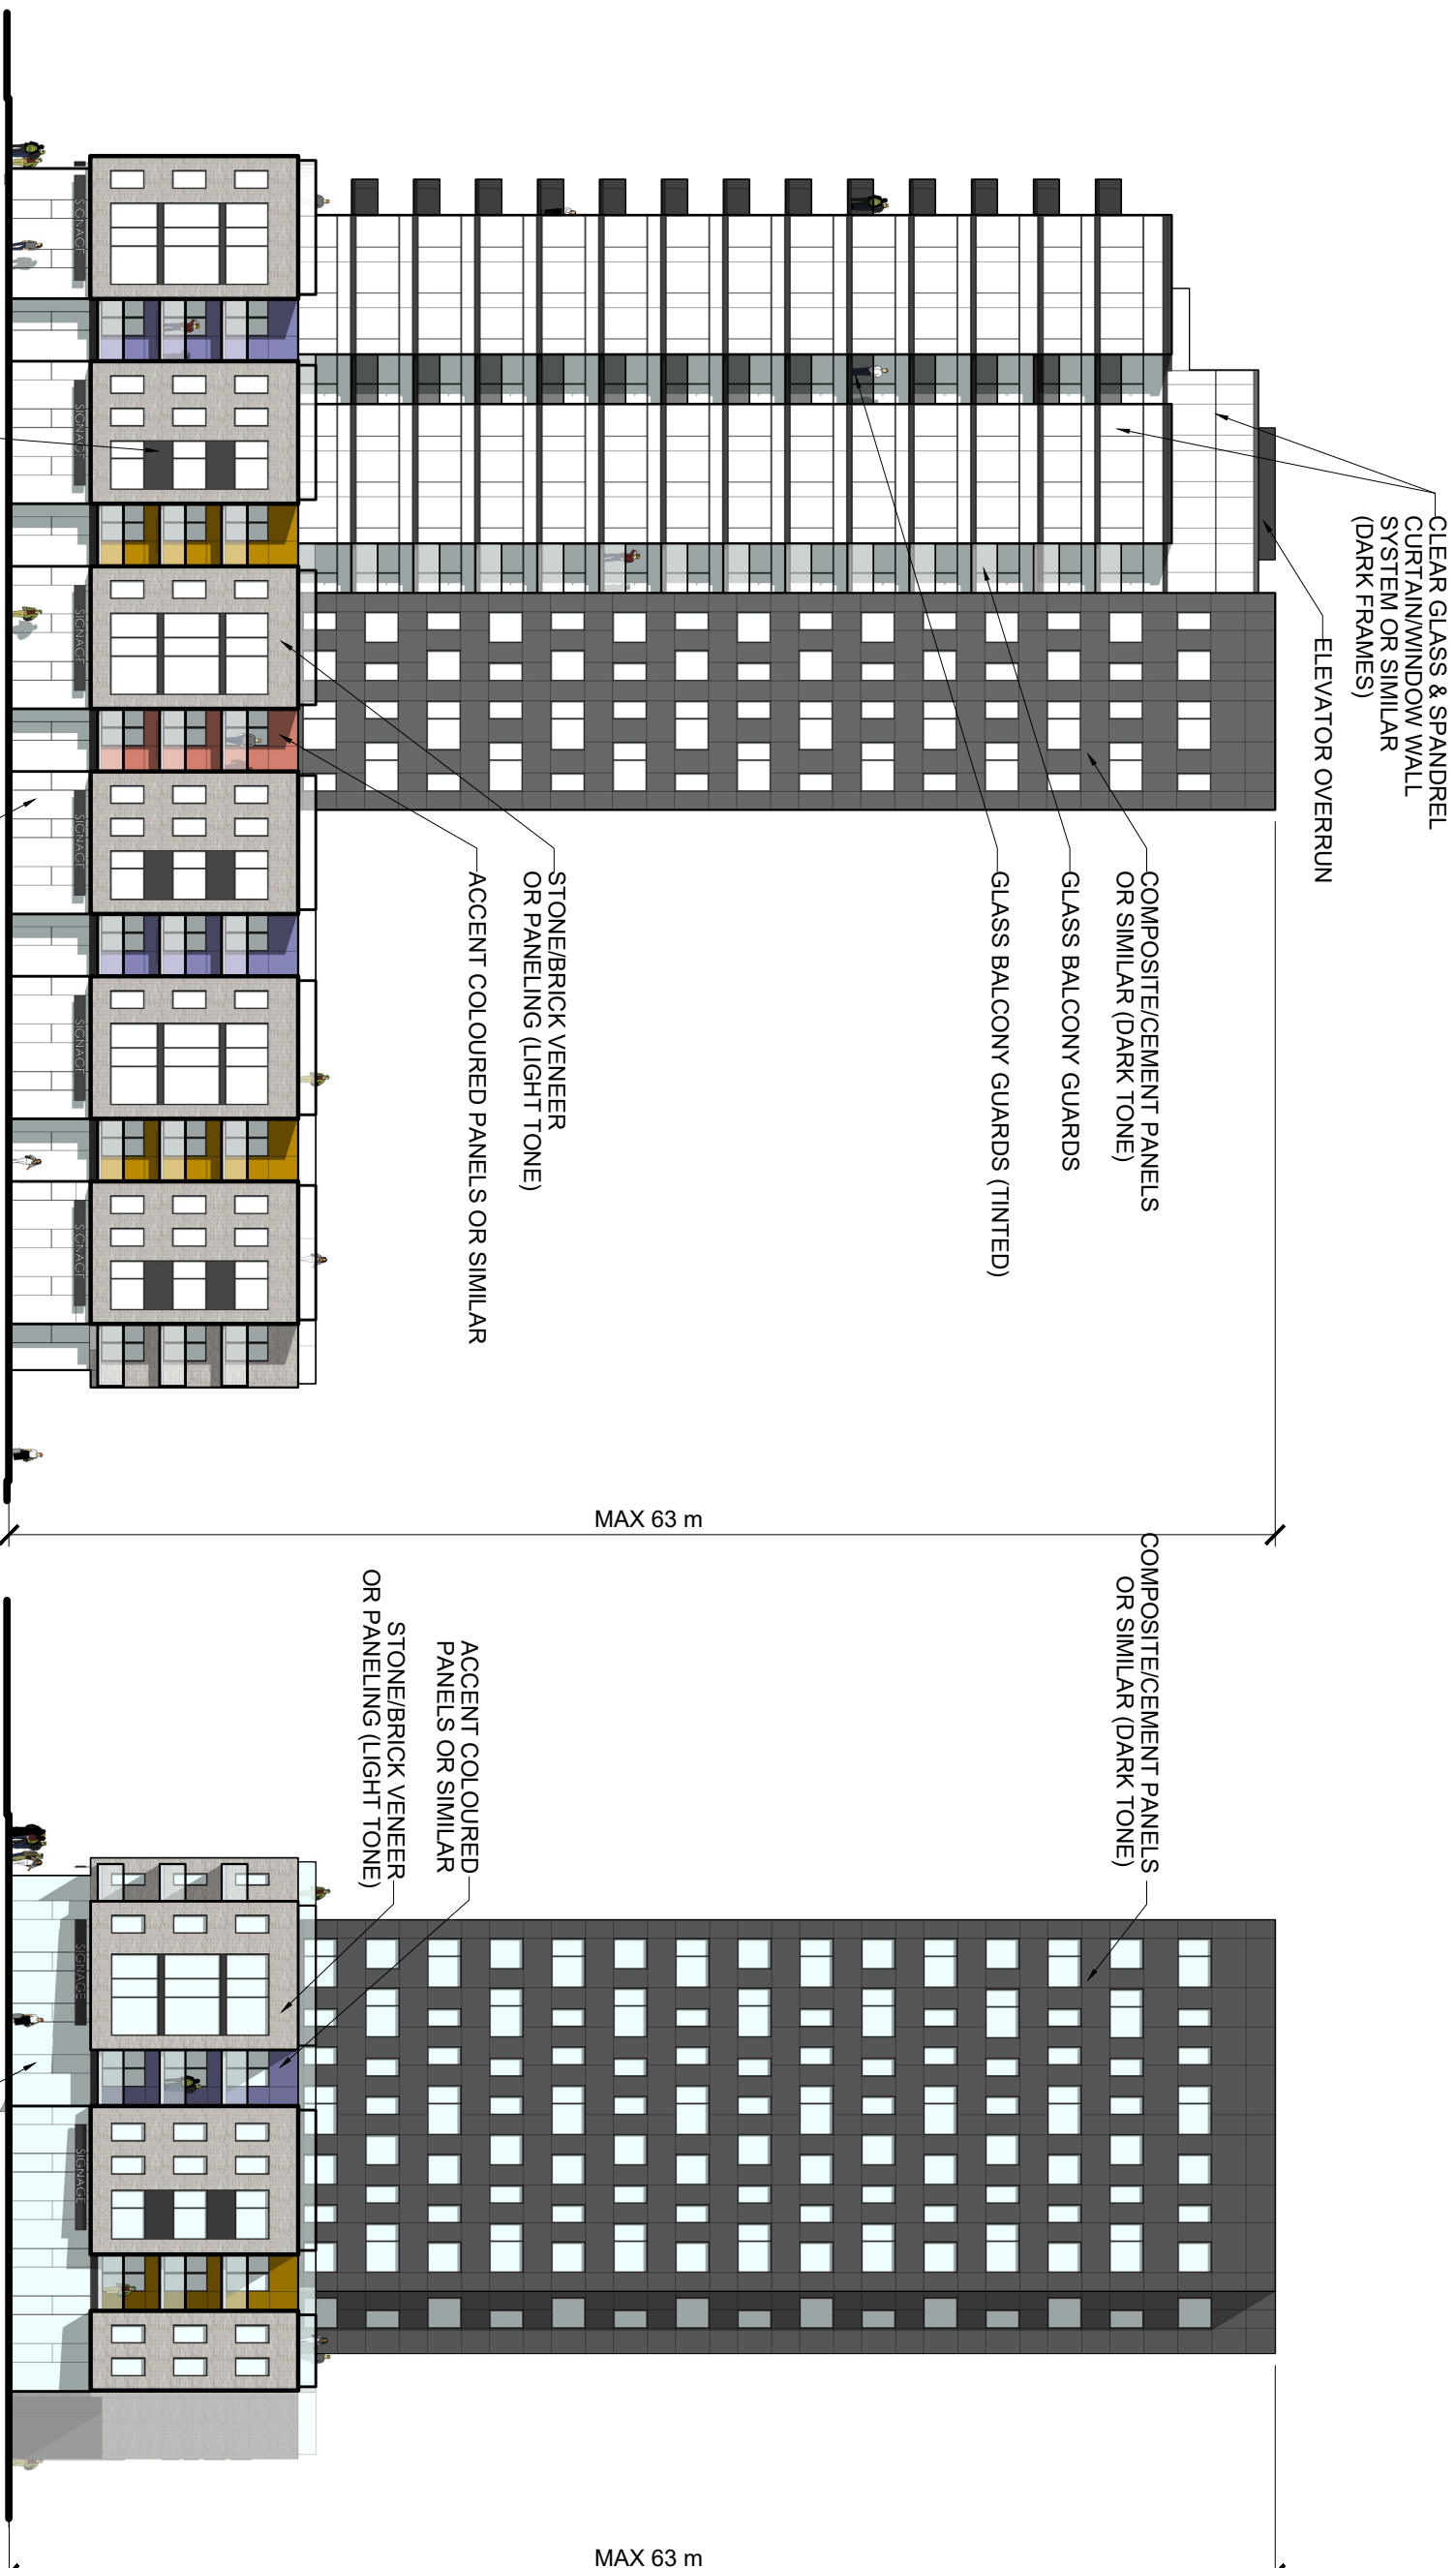 CLEAR GLASS & SPANDREL
CURTAIN/WINDOW WALL
SYSTEM OR SIMILAR
(DARK FRAMES)
ELEVATOR OVERRUN
COMPOSITE/CEMENT PANELS
OR SIMILAR (DARK TONE)
GLASS BALCONY GUARDS
GLASS BALCONY GUARDS (TINTED)
STONE/BRICK VENEER
OR PANELING (LIGHT TONE)
ACCENT COLOURED PANELS OR SIMILAR
SIGNAGE
SIGNAGE
SIGNAGE
SIGNAGE
SIGNAGE
SIGNAGE
MAX 63 m
COMPOSITE/CEMENT PANELS
OR SIMILAR (DARK TONE)
ACCENT COLOURED
PANELS OR SIMILAR
STONE/BRICK VENEER
OR PANELING (LIGHT TONE)
SIGNAGE
SIGNAGE
MAX 63 m